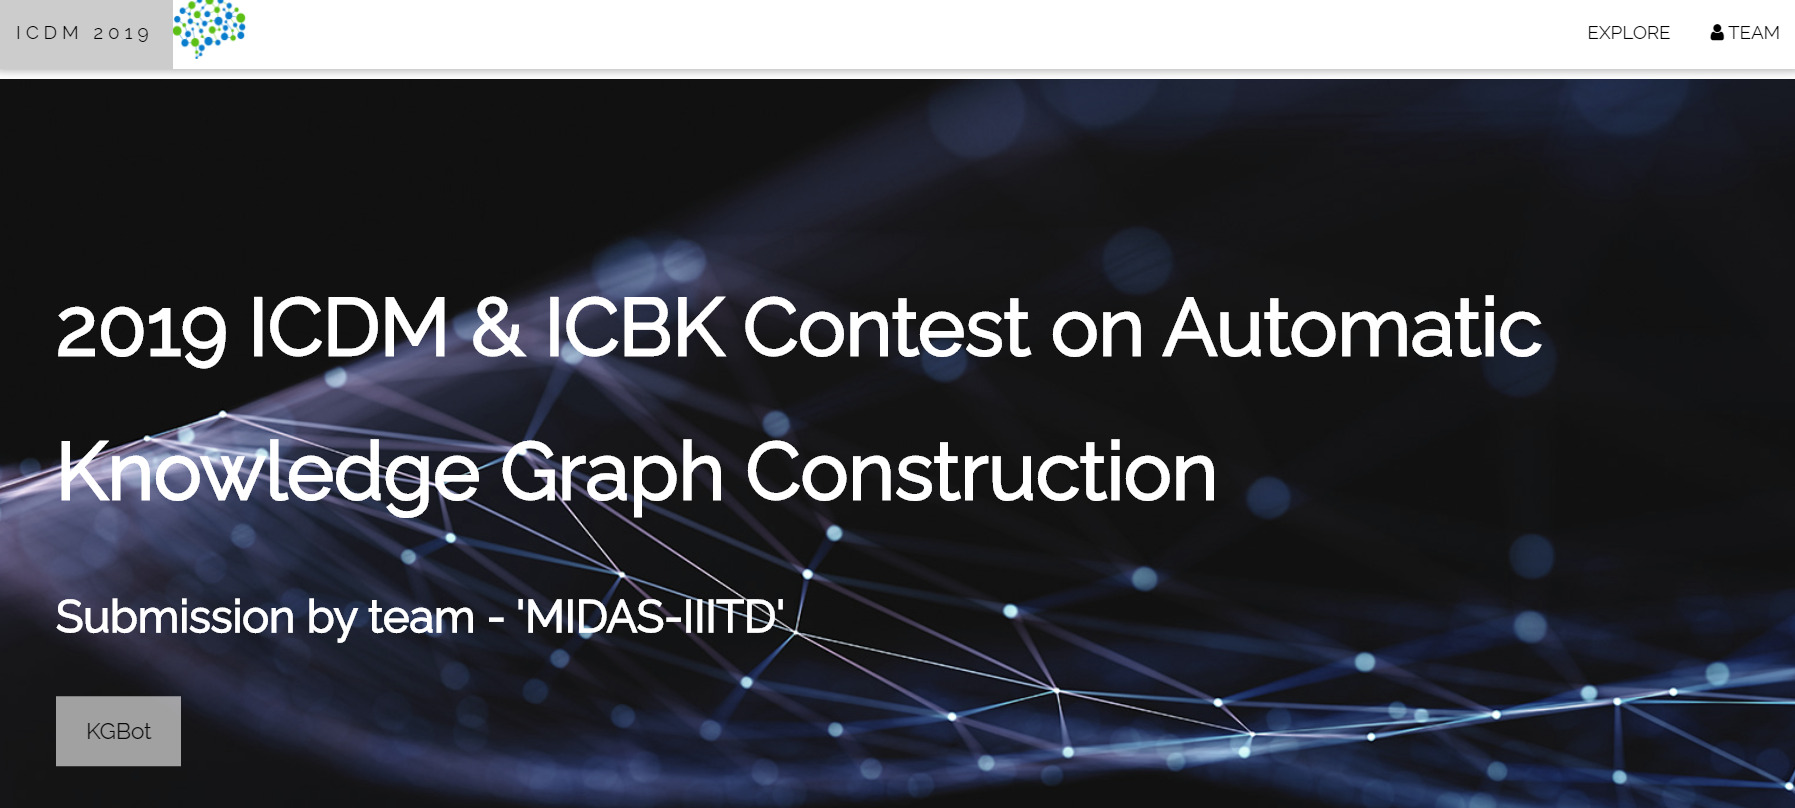 ICDM 2019
EXPLORE
TEAM
2019 ICDM & ICBK Contest on Automatic
Knowledge Graph Construction
Submission by team - 'MIDAS-IIITD'
KGBot